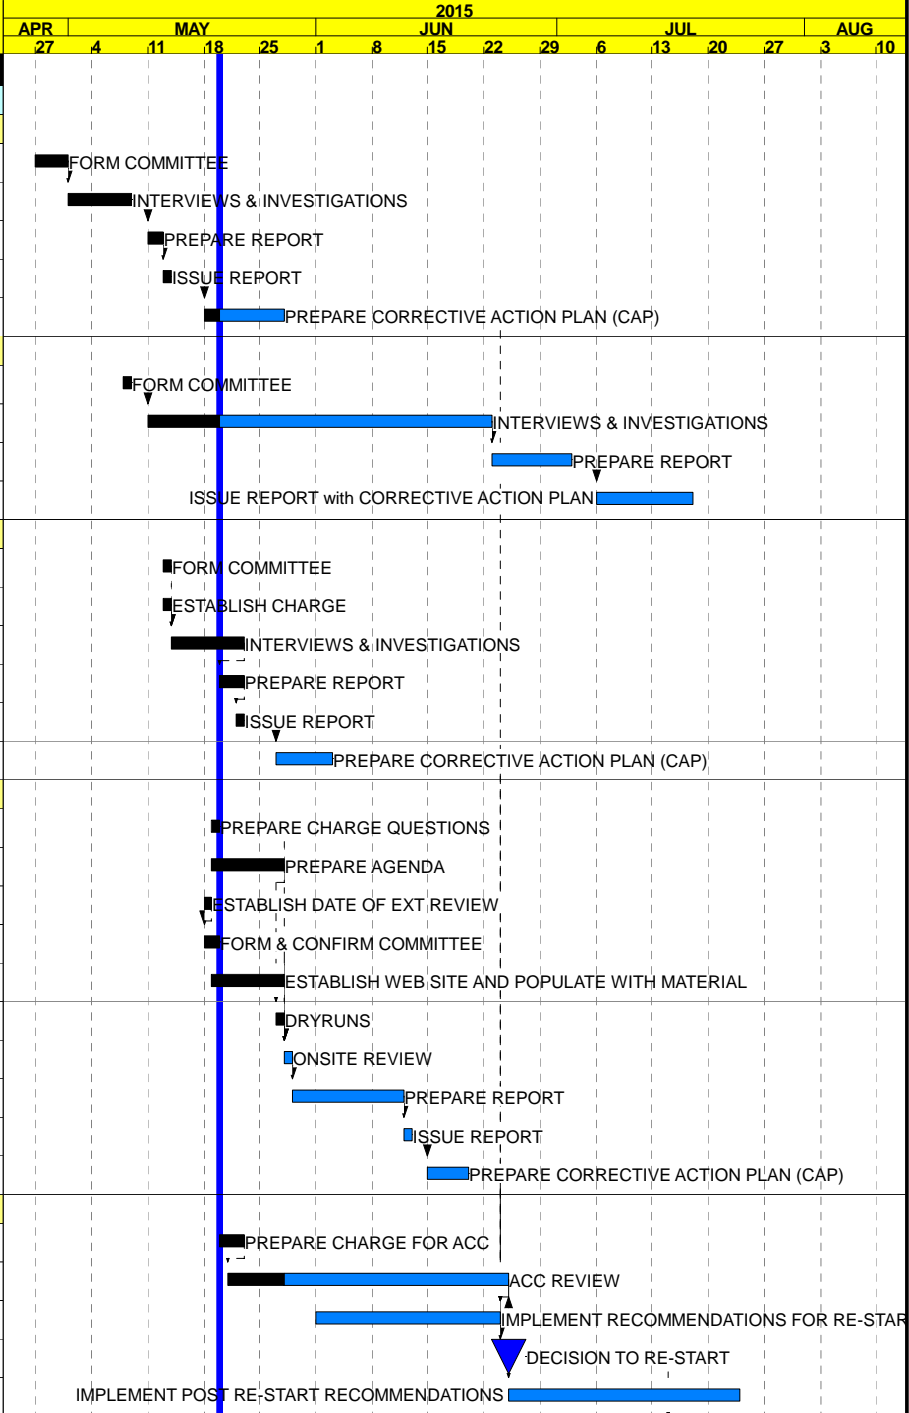 2015
APR MAY JUN JUL AUG
27 4 11 18 25 1 8 15 22 29 6 13 20 27 3 10
FORM COMMITTEE
INTERVIEWS & INVESTIGATIONS
PREPARE REPORT
ISSUE REPORT
PREPARE CORRECTIVE ACTION PLAN (CAP)
FORM COMMITTEE
INTERVIEWS & INVESTIGATIONS
PREPARE REPORT
ISSUE REPORT with CORRECTIVE ACTION PLAN
FORM COMMITTEE
ESTABLISH CHARGE
INTERVIEWS & INVESTIGATIONS
PREPARE REPORT
ISSUE REPORT
PREPARE CORRECTIVE ACTION PLAN (CAP)
PREPARE CHARGE QUESTIONS
PREPARE AGENDA
ESTABLISH DATE OF EXT REVIEW
FORM & CONFIRM COMMITTEE
ESTABLISH WEB SITE AND POPULATE WITH MATERIAL
DRYRUNS
ONSITE REVIEW
PREPARE REPORT
ISSUE REPORT
PREPARE CORRECTIVE ACTION PLAN (CAP)
PREPARE CHARGE FOR ACC
ACC REVIEW
IMPLEMENT RECOMMENDATIONS FOR RE-STAR
DECISION TO RE-START
IMPLEMENT POST RE-START RECOMMENDATIONS